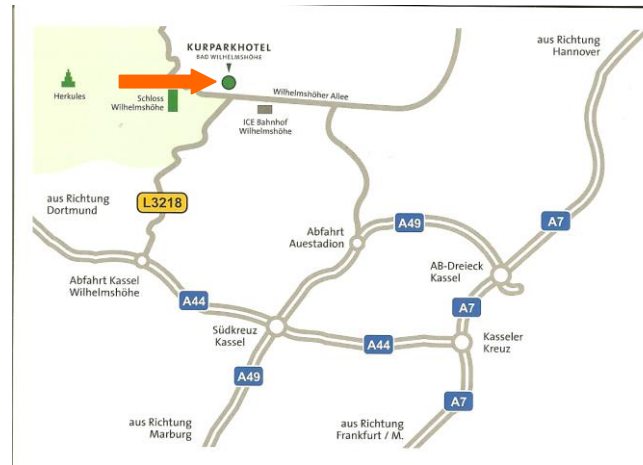 aus Richtung
Hannover
KURPARKHOTEL
BAD WILHELMSHÖHE
Herkules
Schloss
Wilhelmshöhe
Wilhelmshöher Allee
ICE Bahnhof
Wilhelmshöhe
L3218
aus Richtung
Dortmund
Abfahrt
Auestadion
A49
A7
AB-Dreieck
Kassel
Abfahrt Kassel
Wilhelmshöhe
A44
A7
Südkreuz
Kassel
A44
Kasseler
Kreuz
A49
A7
aus Richtung
Marburg
aus Richtung
Frankfurt / M.